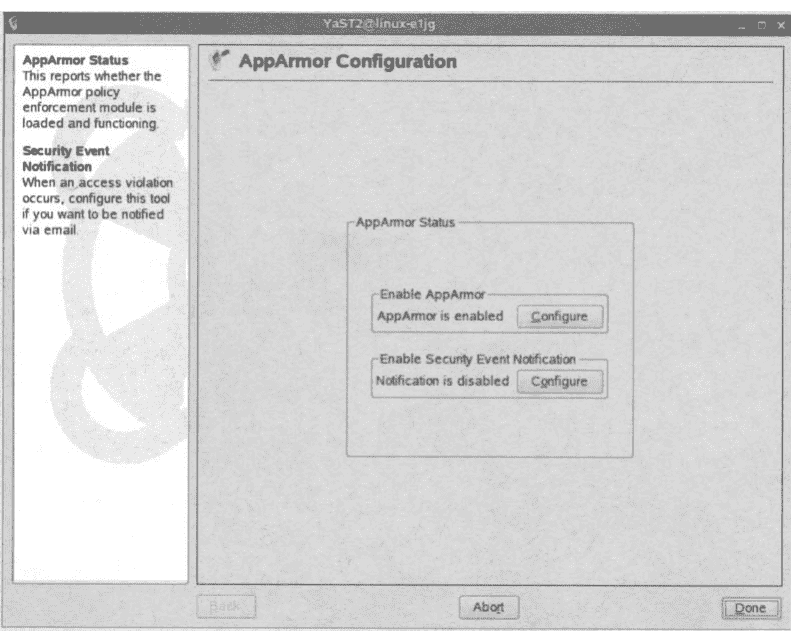 YaST2@linux-e1jg
AppArmor Status
This reports whether the
AppArmor policy
enforcement module is
loaded and functioning.
Security Event
Notification
When an access violation
occurs, configure this tool
if you want to be notified
via email.
AppArmor Configuration
AppArmor Status
Enable AppArmor
AppArmor is enabled Configure
Enable Security Event Notification
Notification is disabled Configure
Back Abort Done